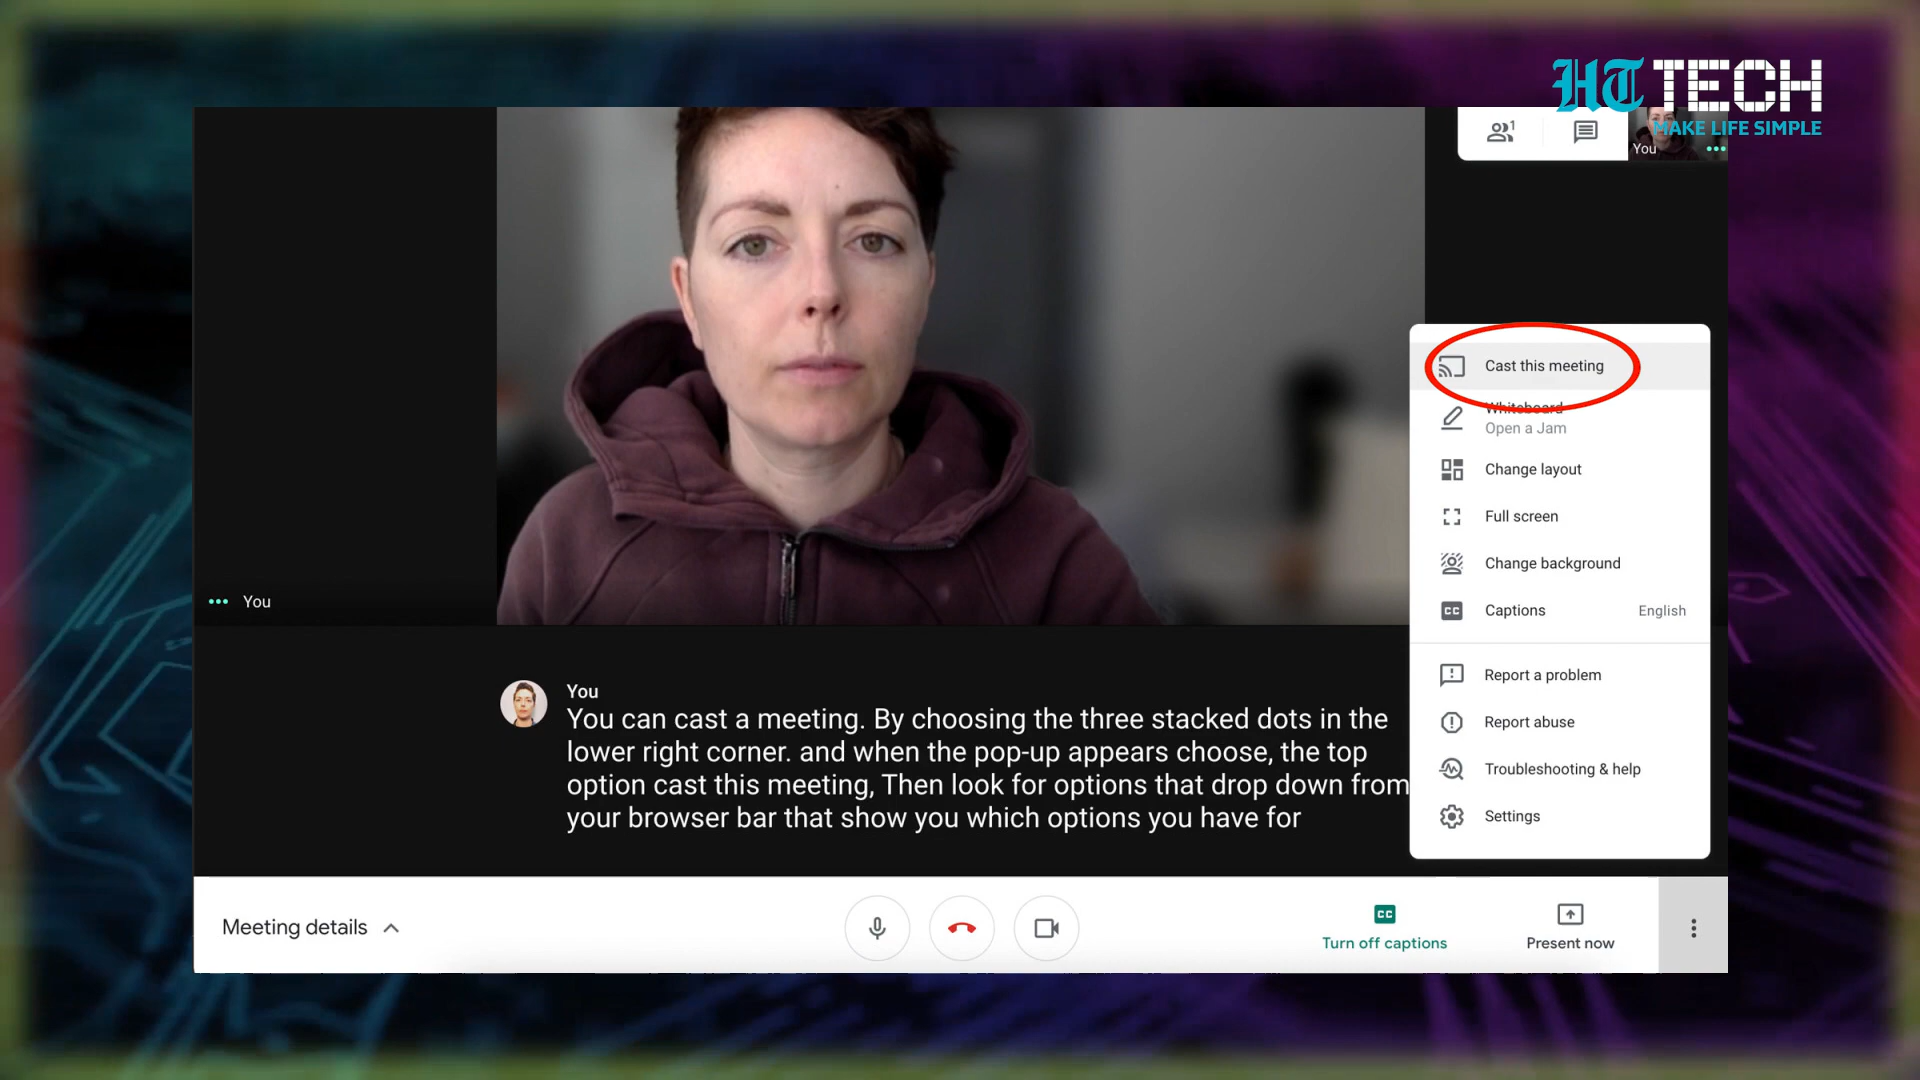 HT TECH
MAKE LIFE SIMPLE
1
You
Cast this meeting
Whiteboard
Open a Jam
Change layout
Full screen
Change background
CC Captions English
Report a problem
Report abuse
Troubleshooting & help
Settings
You
You
You can cast a meeting. By choosing the three stacked dots in the
lower right corner. and when the pop-up appears choose, the top
option cast this meeting, Then look for options that drop down from
your browser bar that show you which options you have for
Meeting details
CC
Turn off captions
Present now